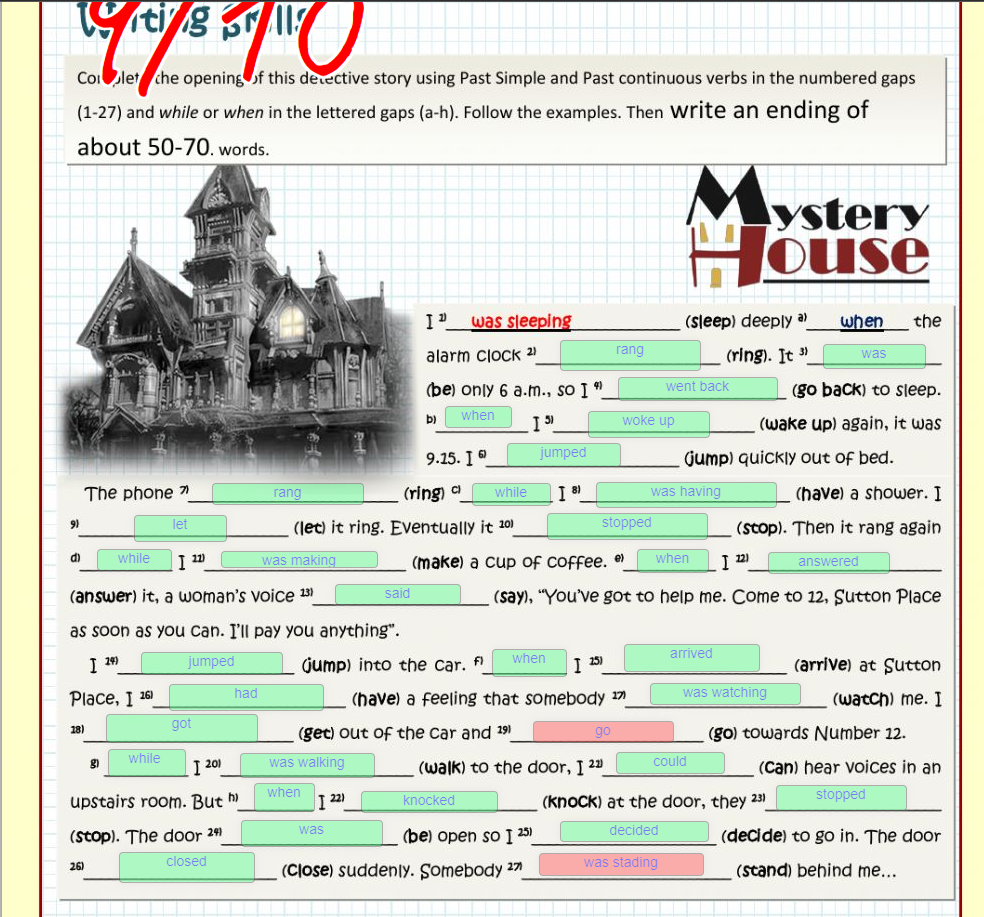 Writing Skills
9/10
Complete the opening of this detective story using Past Simple and Past continuous verbs in the numbered gaps
(1-27) and while or when in the lettered gaps (a-h). Follow the examples. Then write an ending of
about 50-70. words.
Mystery
House
I 1) was sleeping (sleep) deeply a) when the
alarm clock 2) rang (ring). It 3) was
(be) only 6 a.m., so I 4) went back (go back) to sleep.
b) when I 5) woke up (wake up) again, it was
9.15. I 6) jumped (jump) quickly out of bed.
The phone 7) rang (ring) c) while I 8) was having (have) a shower. I
9) let (let) it ring. Eventually it 10) stopped (stop). Then it rang again
d) while I 11) was making (make) a cup of coffee. e) when I 12) answered
(answer) it, a woman's voice 13) said (say), "You've got to help me. Come to 12, Sutton Place
as soon as you can. I'll pay you anything".
I 14) jumped (jump) into the car. f) when I 15) arrived (arrive) at Sutton
Place, I 16) had (have) a feeling that somebody 17) was watching (watch) me. I
18) got (get) out of the car and 19) go (go) towards Number 12.
g) while I 20) was walking (walk) to the door, I 21) could (can) hear voices in an
upstairs room. But h) when I 22) knocked (knock) at the door, they 23) stopped
(stop). The door 24) was (be) open so I 25) decided (decide) to go in. The door
26) closed (close) suddenly. Somebody 27) was stading (stand) behind me...